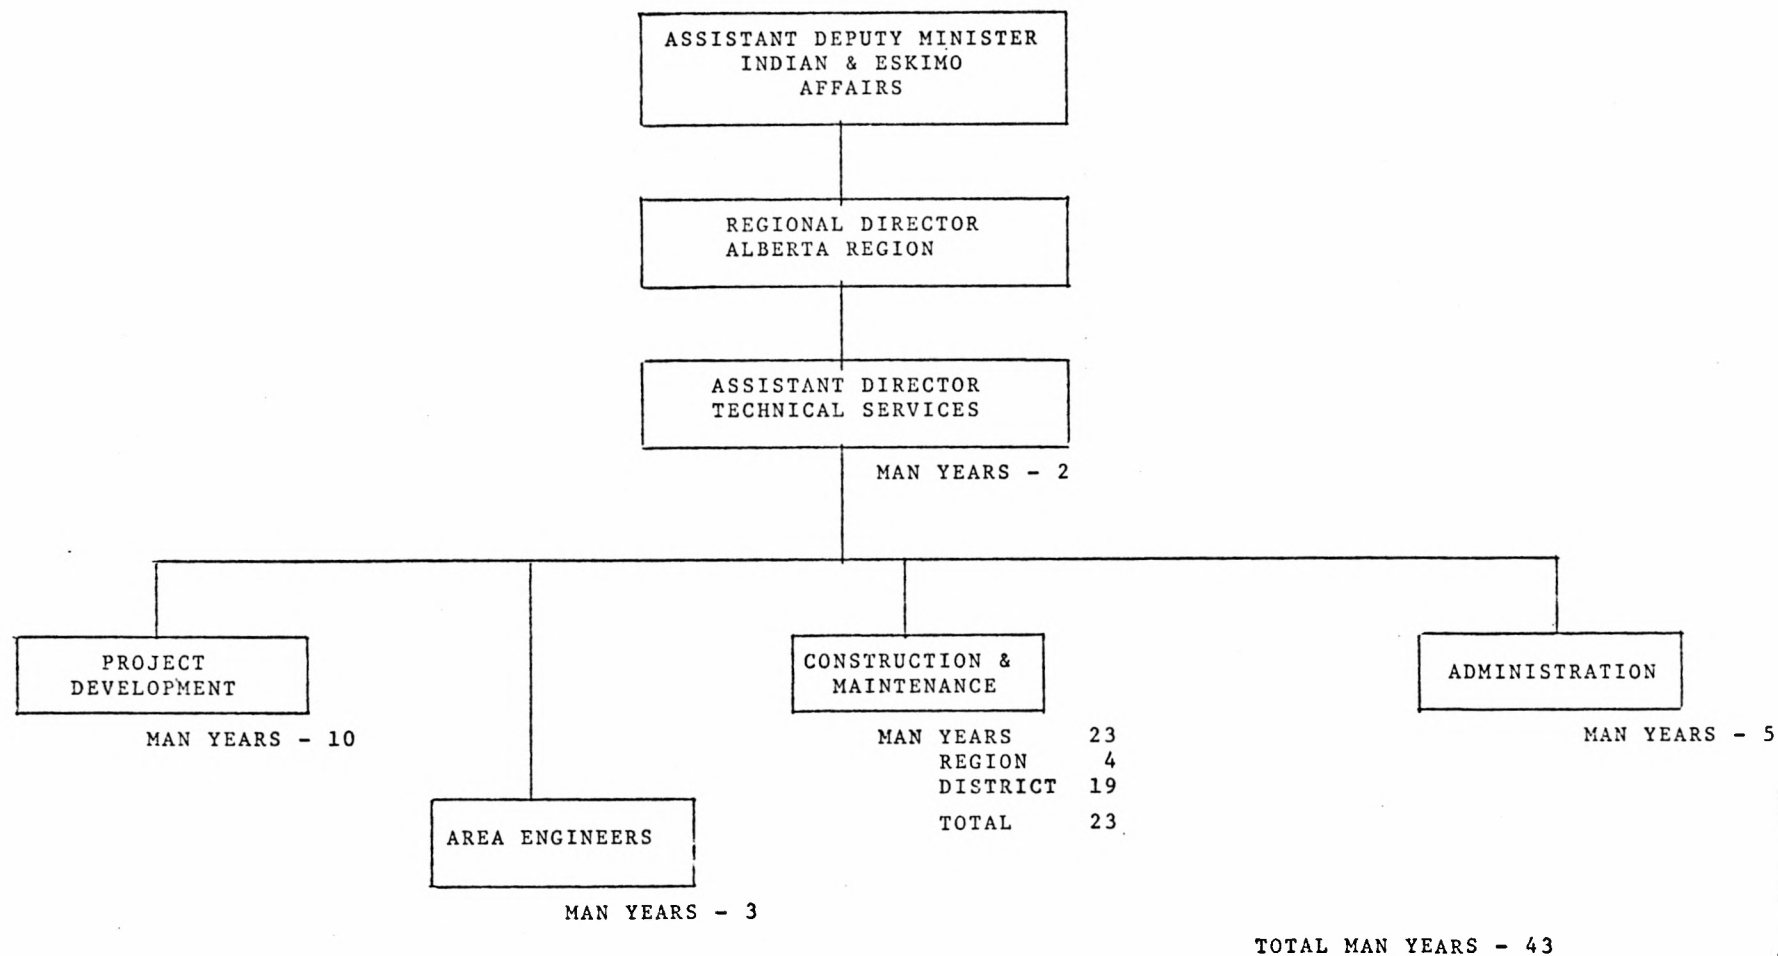 ASSISTANT DEPUTY MINISTER
INDIAN & ESKIMO
AFFAIRS
REGIONAL DIRECTOR
ALBERTA REGION
ASSISTANT DIRECTOR
TECHNICAL SERVICES
MAN YEARS - 2
PROJECT
DEVELOPMENT
MAN YEARS - 10
AREA ENGINEERS
MAN YEARS - 3
CONSTRUCTION &
MAINTENANCE
MAN YEARS 23
REGION 4
DISTRICT 19
TOTAL 23
ADMINISTRATION
MAN YEARS - 5
TOTAL MAN YEARS - 43